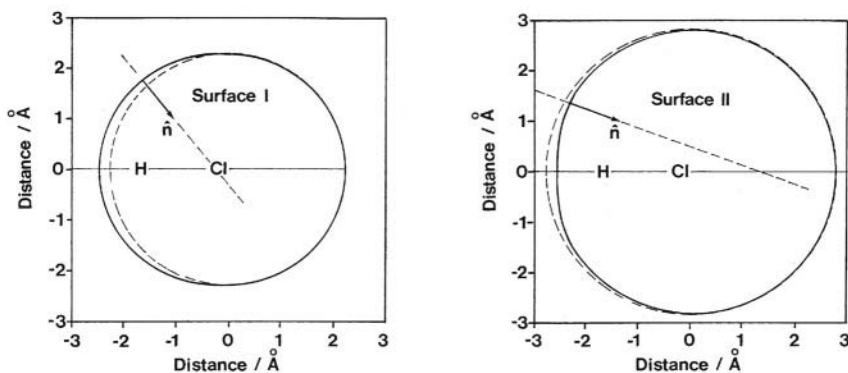 3
2
1
0
-1
-2
-3
Distance / Å
Surface I
n̂
H Cl
-3 -2 -1 0 1 2 3
Distance / Å
3
2
1
0
-1
-2
-3
Distance / Å
Surface II
n̂
H Cl
-3 -2 -1 0 1 2 3
Distance / Å